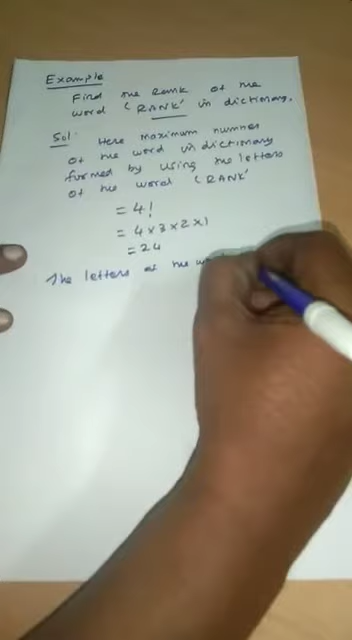 Example
Find the Rank of the
word 'RANK' in dictionary.
Sol: Here maximum number
of the word in dictionary
formed by using the letters
of the word 'RANK'
= 4!
= 4 x 3 x 2 x 1
= 24
The letters of the w